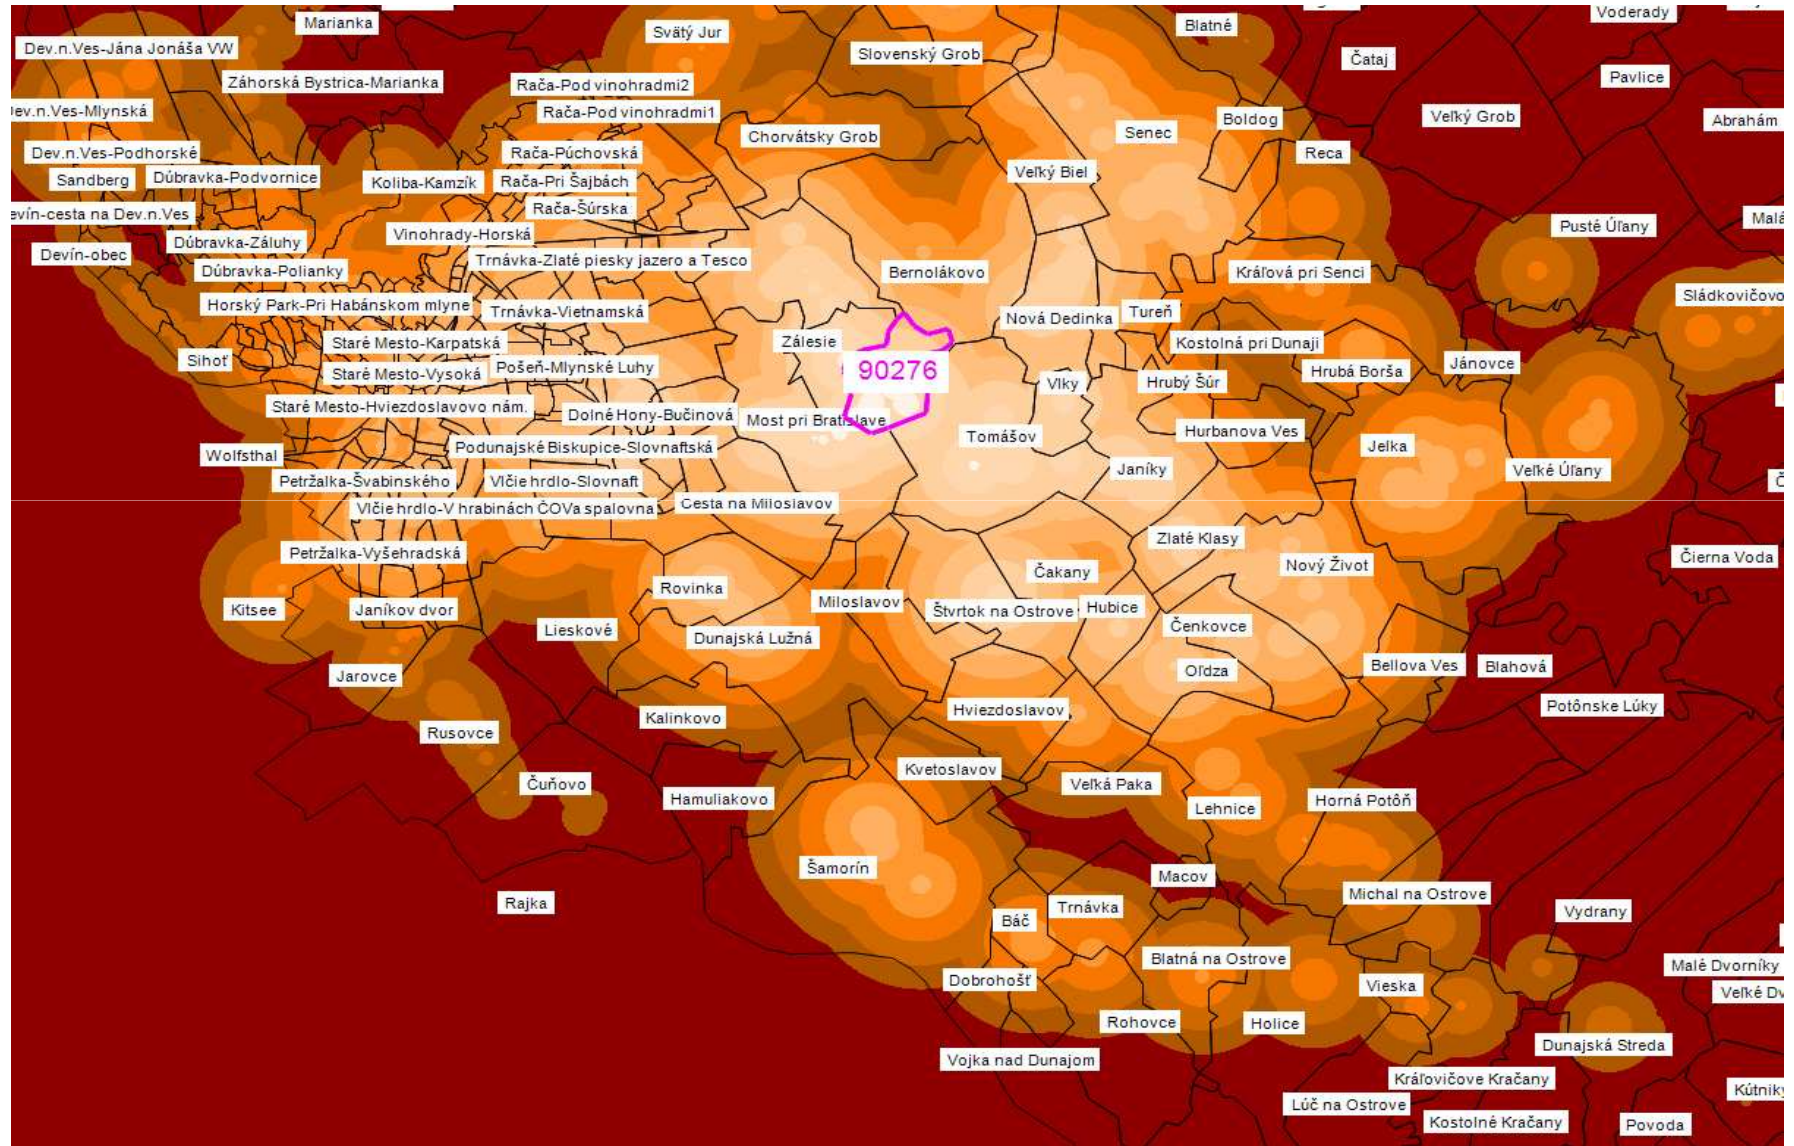 Marianka
Svätý Jur
Blatné
Voderady
Dev.n.Ves-Jána Jonáša VW
Slovenský Grob
Čataj
Záhorská Bystrica-Marianka
Rača-Pod vinohradmi2
Pavlice
Dev.n.Ves-Mlynská
Rača-Pod vinohradmi1
Boldog
Veľký Grob
Abrahám
Chorvátsky Grob
Senec
Dev.n.Ves-Podhorské
Rača-Púchovská
Reca
Sandberg
Dúbravka-Podvornice
Koliba-Kamzík
Rača-Pri Šajbách
Veľký Biel
evín-cesta na Dev.n.Ves
Rača-Šúrska
Malá
Vinohrady-Horská
Pusté Úľany
Devín-obec
Dúbravka-Záluhy
Trnávka-Zlaté piesky jazero a Tesco
Dúbravka-Polianky
Bernolákovo
Kráľová pri Senci
Sládkovičovo
Horský Park-Pri Habánskom mlyne
Trnávka-Vietnamská
Nová Dedinka
Tureň
Staré Mesto-Karpatská
Zálesie
Kostolná pri Dunaji
Sihoť
Staré Mesto-Vysoká
Pošeň-Mlynské Luhy
90276
Vlky
Hrubý Šúr
Hrubá Borša
Jánovce
Staré Mesto-Hviezdoslavovo nám.
Dolné Hony-Bučinová
Most pri Bratislave
Tomášov
Hurbanova Ves
Wolfsthal
Podunajské Biskupice-Slovnaftská
Jelka
Petržalka-Švabinského
Vlčie hrdlo-Slovnaft
Janíky
Veľké Úľany
Č
Vlčie hrdlo-V hrabinách ČOVa spalovna
Cesta na Miloslavov
Petržalka-Vyšehradská
Zlaté Klasy
Nový Život
Čierna Voda
Rovinka
Čakany
Kitsee
Janíkov dvor
Miloslavov
Štvrtok na Ostrove
Hubice
Lieskové
Dunajská Lužná
Čenkovce
Jarovce
Oľdza
Bellova Ves
Blahová
Kalinkovo
Hviezdoslavov
Potônske Lúky
Rusovce
Čuňovo
Kvetoslavov
Veľká Paka
Hamuliakovo
Lehnice
Horná Potôň
Šamorín
Macov
Rajka
Trnávka
Michal na Ostrove
Báč
Vydrany
Dobrohošť
Blatná na Ostrove
Vieska
Malé Dvorníky
Veľké Dv
Rohovce
Holice
Vojka nad Dunajom
Dunajská Streda
Kráľovičove Kračany
Kútniky
Lúč na Ostrove
Kostolné Kračany
Povoda